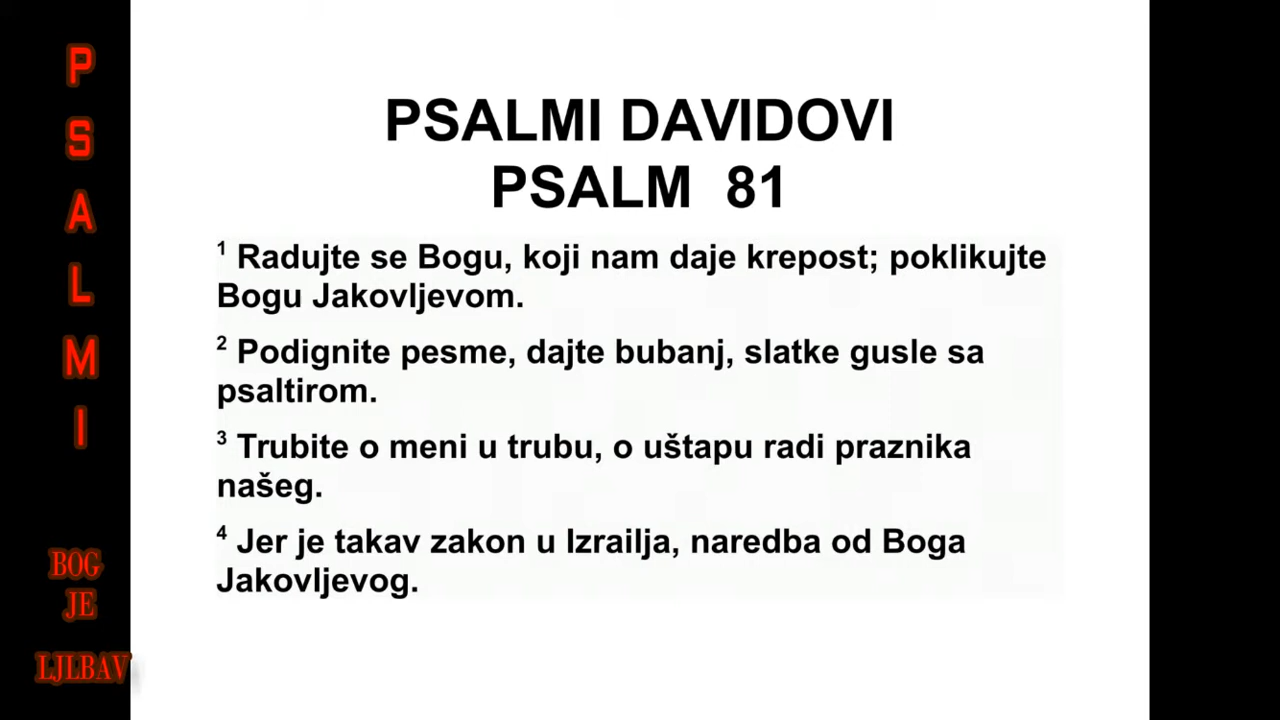 P
S
A
L
M
I
BOG
JE
LJLBAV
PSALMI DAVIDOVI
PSALM 81
1 Radujte se Bogu, koji nam daje krepost; poklikujte
Bogu Jakovljevom.
2 Podignite pesme, dajte bubanj, slatke gusle sa
psaltirom.
3 Trubite o meni u trubu, o uštapu radi praznika
našeg.
4 Jer je takav zakon u Izrailja, naredba od Boga
Jakovljevog.